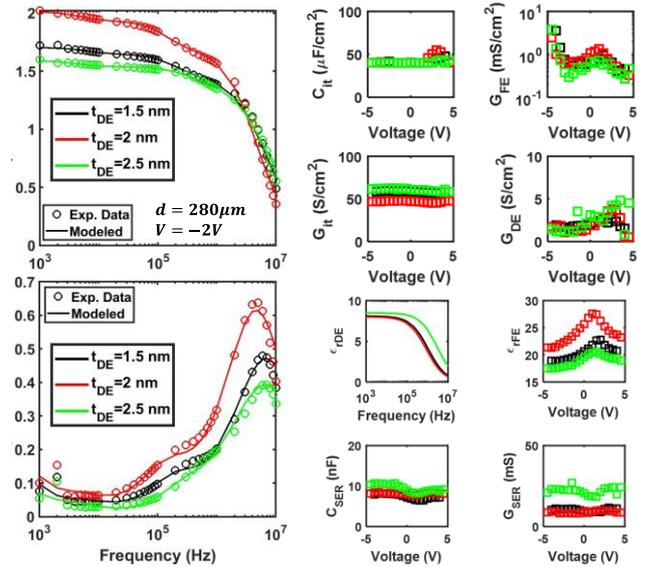 2
1.5
1
0.5
0
t_DE=1.5 nm
t_DE=2 nm
t_DE=2.5 nm
Exp. Data
Modeled
d = 280μm
V = −2V
10^3
10^5
10^7
0.7
0.6
0.5
0.4
0.3
0.2
0.1
0
Exp. Data
Modeled
t_DE=1.5 nm
t_DE=2 nm
t_DE=2.5 nm
10^3
10^5
10^7
Frequency (Hz)
C_it (μF/cm²)
100
50
0
-5 0 5
Voltage (V)
G_FE (mS/cm²)
10^1
10^0
10^-1
-5 0 5
Voltage (V)
G_it (S/cm²)
100
50
0
-5 0 5
Voltage (V)
G_DE (S/cm²)
10
5
0
-5 0 5
Voltage (V)
ϵ_rDE
10
5
0
10^3 10^5 10^7
Frequency (Hz)
ϵ_rFE
30
25
20
15
-5 0 5
Voltage (V)
C_SER (nF)
20
10
0
-5 0 5
Voltage (V)
G_SER (mS)
50
0
-5 0 5
Voltage (V)